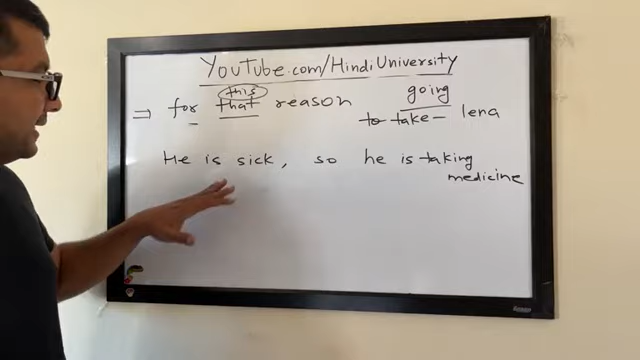 YouTube.com/HindiUniversity
this going
⇒ for that reason to take - lena
He is sick, so he is taking
medicine